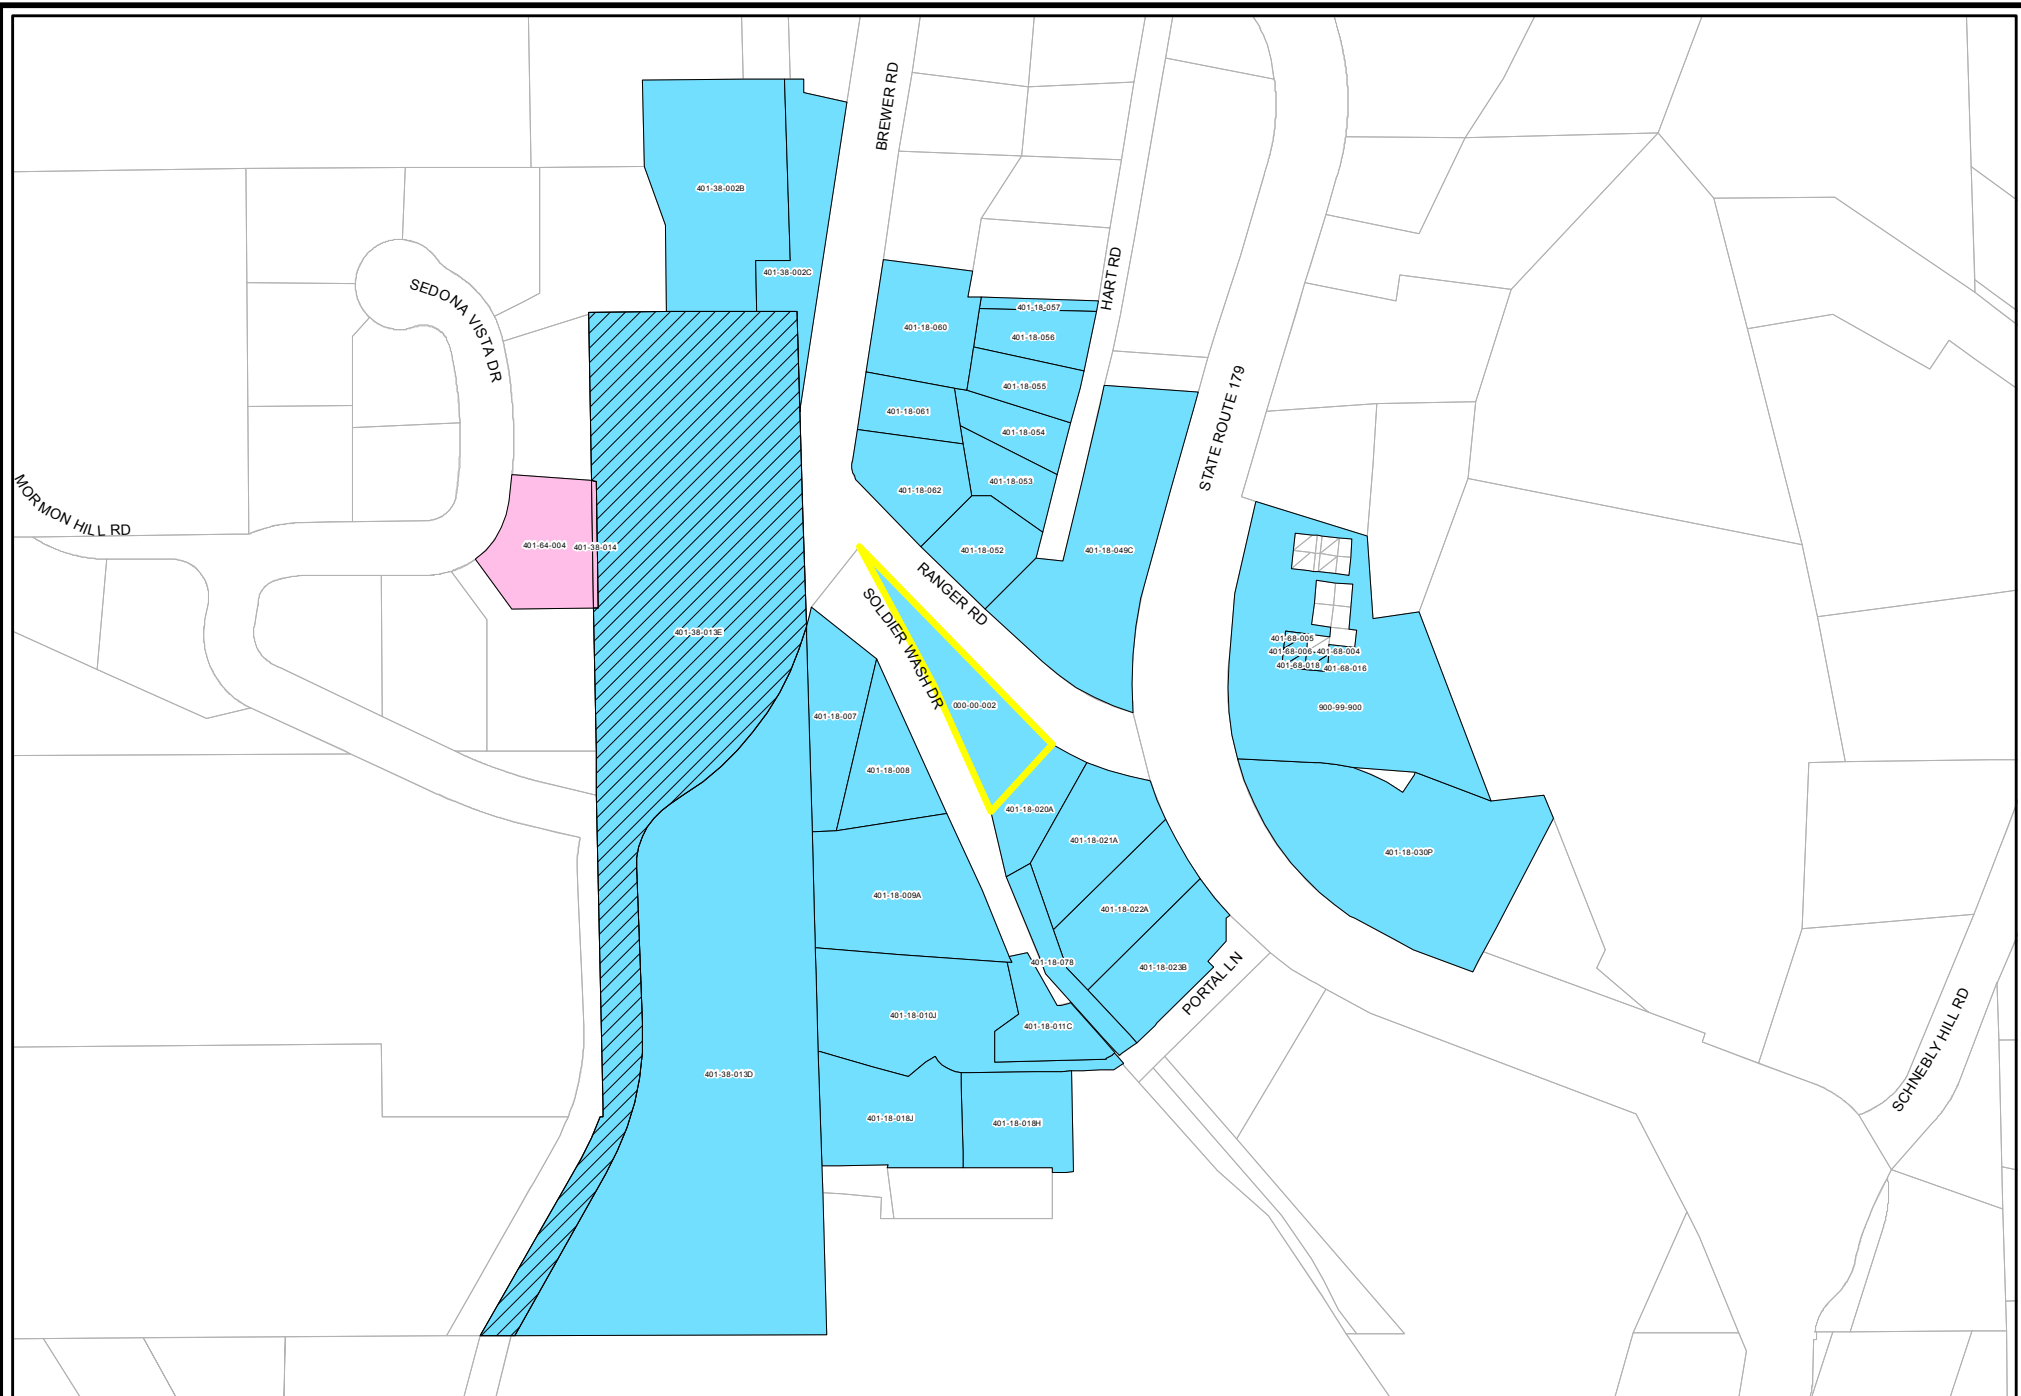 BREWER RD
401-38-002B
HART RD
401-38-002C
SEDONA VISTA DR
401-18-057
401-18-060
401-18-056
401-18-055
STATE ROUTE 179
401-18-061
401-18-054
401-18-053
401-18-062
MORMON HILL RD
401-64-004
401-38-014
401-18-052
401-18-049C
RANGER RD
SOLDIER WASH DR
401-38-013E
401-68-005
401-68-006
401-68-004
401-68-018
401-68-016
000-00-002
900-99-900
401-18-007
401-18-008
401-18-020A
401-18-021A
401-18-030P
401-18-009A
401-18-022A
401-18-078
401-18-023B
PORTAL LN
401-18-010J
401-18-011C
SCHNEBLY HILL RD
401-38-013D
401-18-018J
401-18-018H